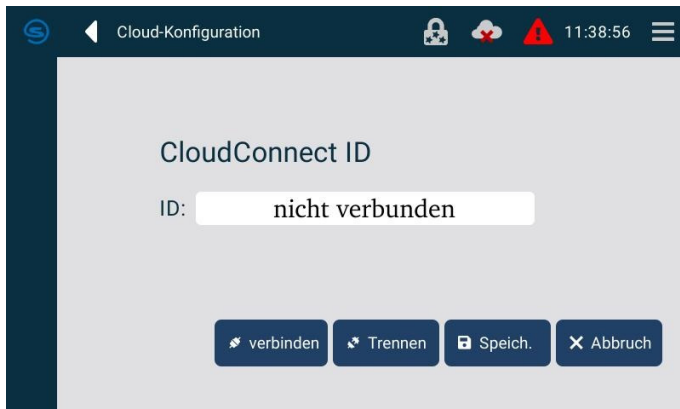 Cloud-Konfiguration 11:38:56
CloudConnect ID
ID: nicht verbunden
verbinden Trennen Speich. Abbruch